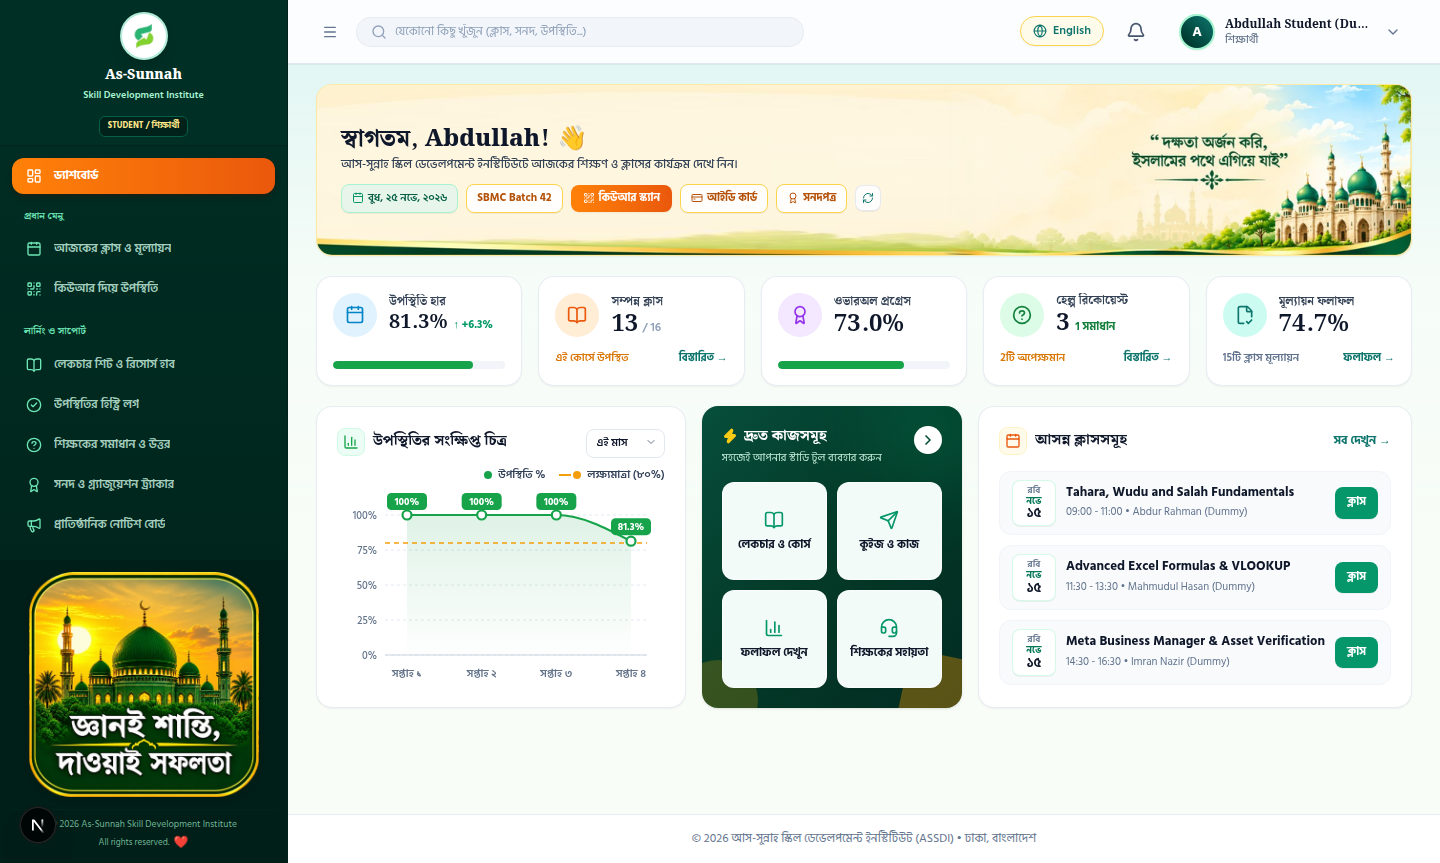 As-Sunnah
Skill Development Institute
STUDENT / শিক্ষার্থী
ড্যাশবোর্ড
প্রধান মেনু
আজকের ক্লাস ও মূল্যায়ন
কিউআর দিয়ে উপস্থিতি
লার্নিং ও সাপোর্ট
লেকচার শিট ও রিসোর্স হাব
উপস্থিতির হিস্ট্রি লগ
শিক্ষকের সমাধান ও উত্তর
সনদ ও গ্র্যাজুয়েশন ট্র্যাকার
প্রাতিষ্ঠানিক নোটিশ বোর্ড
জ্ঞানই শান্তি,
দাওয়াই সফলতা
N
2026 As-Sunnah Skill Development Institute
All rights reserved. ❤️
যেকোনো কিছু খুঁজুন (ক্লাস, সনদ, উপস্থিতি...)
English
A
Abdullah Student (Du...
শিক্ষার্থী
স্বাগতম, Abdullah! 👋
আস-সুন্নাহ স্কিল ডেভেলপমেন্ট ইনস্টিটিউটে আজকের শিক্ষণ ও ক্লাসের কার্যক্রম দেখে নিন।
বুধ, ২৫ নভে, ২০২৬
SBMC Batch 42
কিউআর স্ক্যান
আইডি কার্ড
সনদপত্র
“ দক্ষতা অর্জন করি,
ইসলামের পথে এগিয়ে যাই”
উপস্থিতি হার
81.3% ↑ +6.3%
সম্পন্ন ক্লাস
13 / 16
এই কোর্সে উপস্থিত
বিস্তারিত →
ওভারঅল প্রগ্রেস
73.0%
হেল্প রিকোয়েস্ট
3 1 সমাধান
2টি অপেক্ষমান
বিস্তারিত →
মূল্যায়ন ফলাফল
74.7%
15টি ক্লাস মূল্যায়ন
ফলাফল →
উপস্থিতির সংক্ষিপ্ত চিত্র
এই মাস
উপস্থিতি %
লক্ষ্যমাত্রা (৮০%)
100%
100%
100%
81.3%
100%
75%
50%
25%
0%
সপ্তাহ ১
সপ্তাহ ২
সপ্তাহ ৩
সপ্তাহ ৪
⚡ দ্রুত কাজসমূহ
সহজেই আপনার স্টাডি টুল ব্যবহার করুন
লেকচার ও কোর্স
কুইজ ও কাজ
ফলাফল দেখুন
শিক্ষকের সহায়তা
আসন্ন ক্লাসসমূহ
সব দেখুন →
রবি
নভে
১৫
Tahara, Wudu and Salah Fundamentals
09:00 - 11:00 • Abdur Rahman (Dummy)
ক্লাস
রবি
নভে
১৫
Advanced Excel Formulas & VLOOKUP
11:30 - 13:30 • Mahmudul Hasan (Dummy)
ক্লাস
রবি
নভে
১৫
Meta Business Manager & Asset Verification
14:30 - 16:30 • Imran Nazir (Dummy)
ক্লাস
© 2026 আস-সুন্নাহ স্কিল ডেভেলপমেন্ট ইনস্টিটিউট (ASSDI) • ঢাকা, বাংলাদেশ